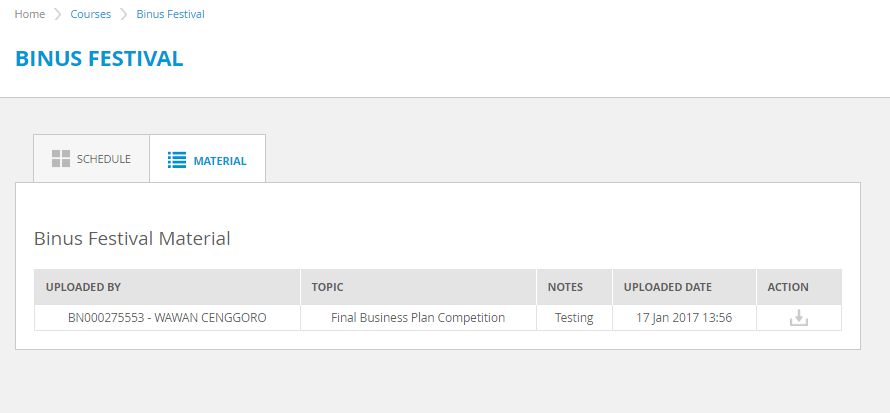 Home Courses Binus Festival
BINUS FESTIVAL
SCHEDULE MATERIAL
Binus Festival Material
UPLOADED BY TOPIC NOTES UPLOADED DATE ACTION
BN000275553 - WAWAN CENGGORO Final Business Plan Competition Testing 17 Jan 2017 13:56